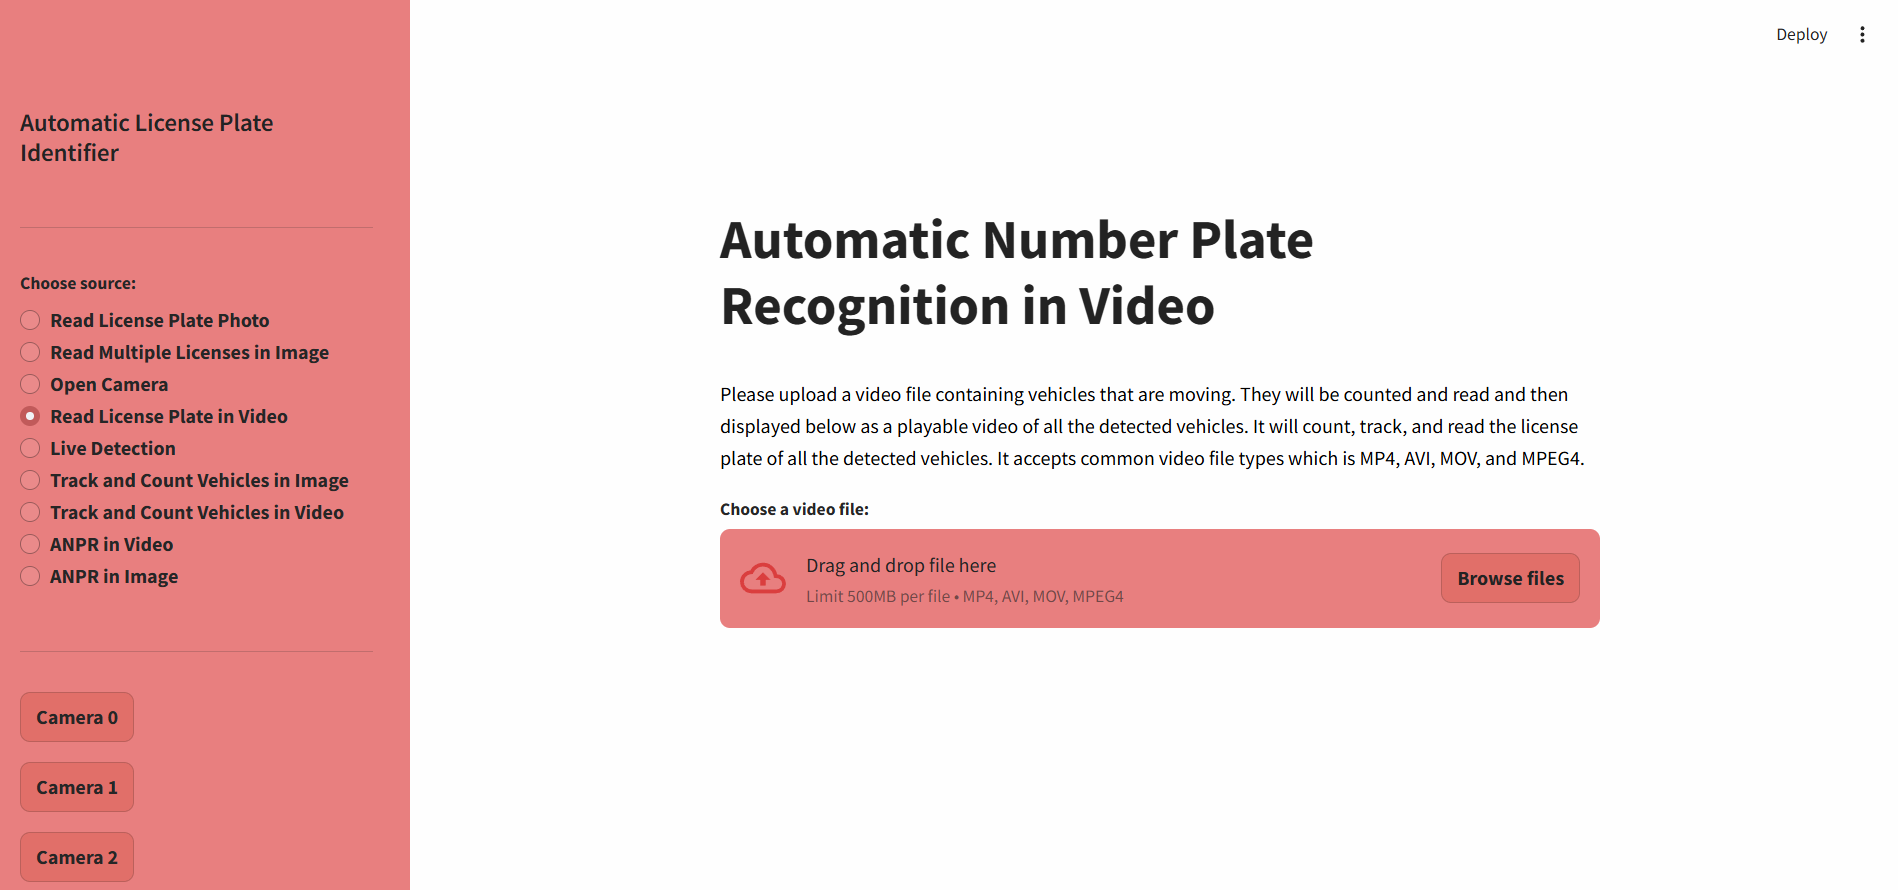 Deploy
Automatic License Plate
Identifier
Choose source:
Read License Plate Photo
Read Multiple Licenses in Image
Open Camera
Read License Plate in Video
Live Detection
Track and Count Vehicles in Image
Track and Count Vehicles in Video
ANPR in Video
ANPR in Image
Camera 0
Camera 1
Camera 2
Automatic Number Plate
Recognition in Video
Please upload a video file containing vehicles that are moving. They will be counted and read and then
displayed below as a playable video of all the detected vehicles. It will count, track, and read the license
plate of all the detected vehicles. It accepts common video file types which is MP4, AVI, MOV, and MPEG4.
Choose a video file:
Drag and drop file here
Limit 500MB per file • MP4, AVI, MOV, MPEG4
Browse files